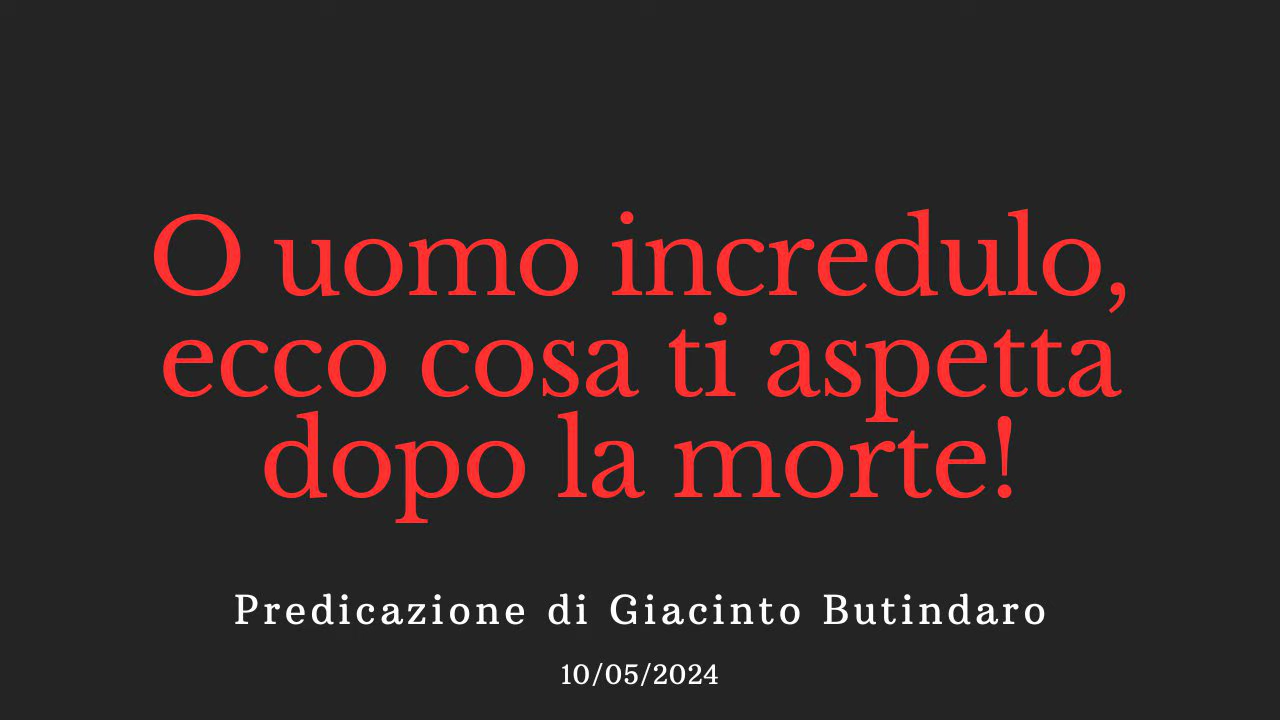 O uomo incredulo,
ecco cosa ti aspetta
dopo la morte!
Predicazione di Giacinto Butindaro
10/05/2024